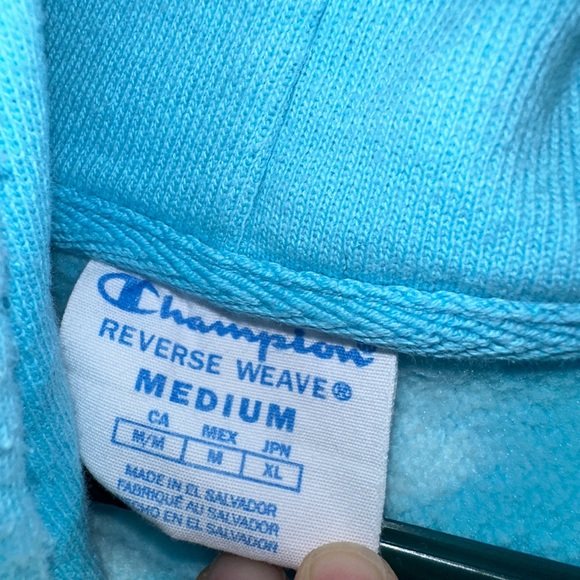 Champion
REVERSE WEAVE®
MEDIUM
CA MEX JPN
M/M M XL
MADE IN EL SALVADOR
FABRIQUÉ AU SALVADOR
HECHO EN EL SALVADOR